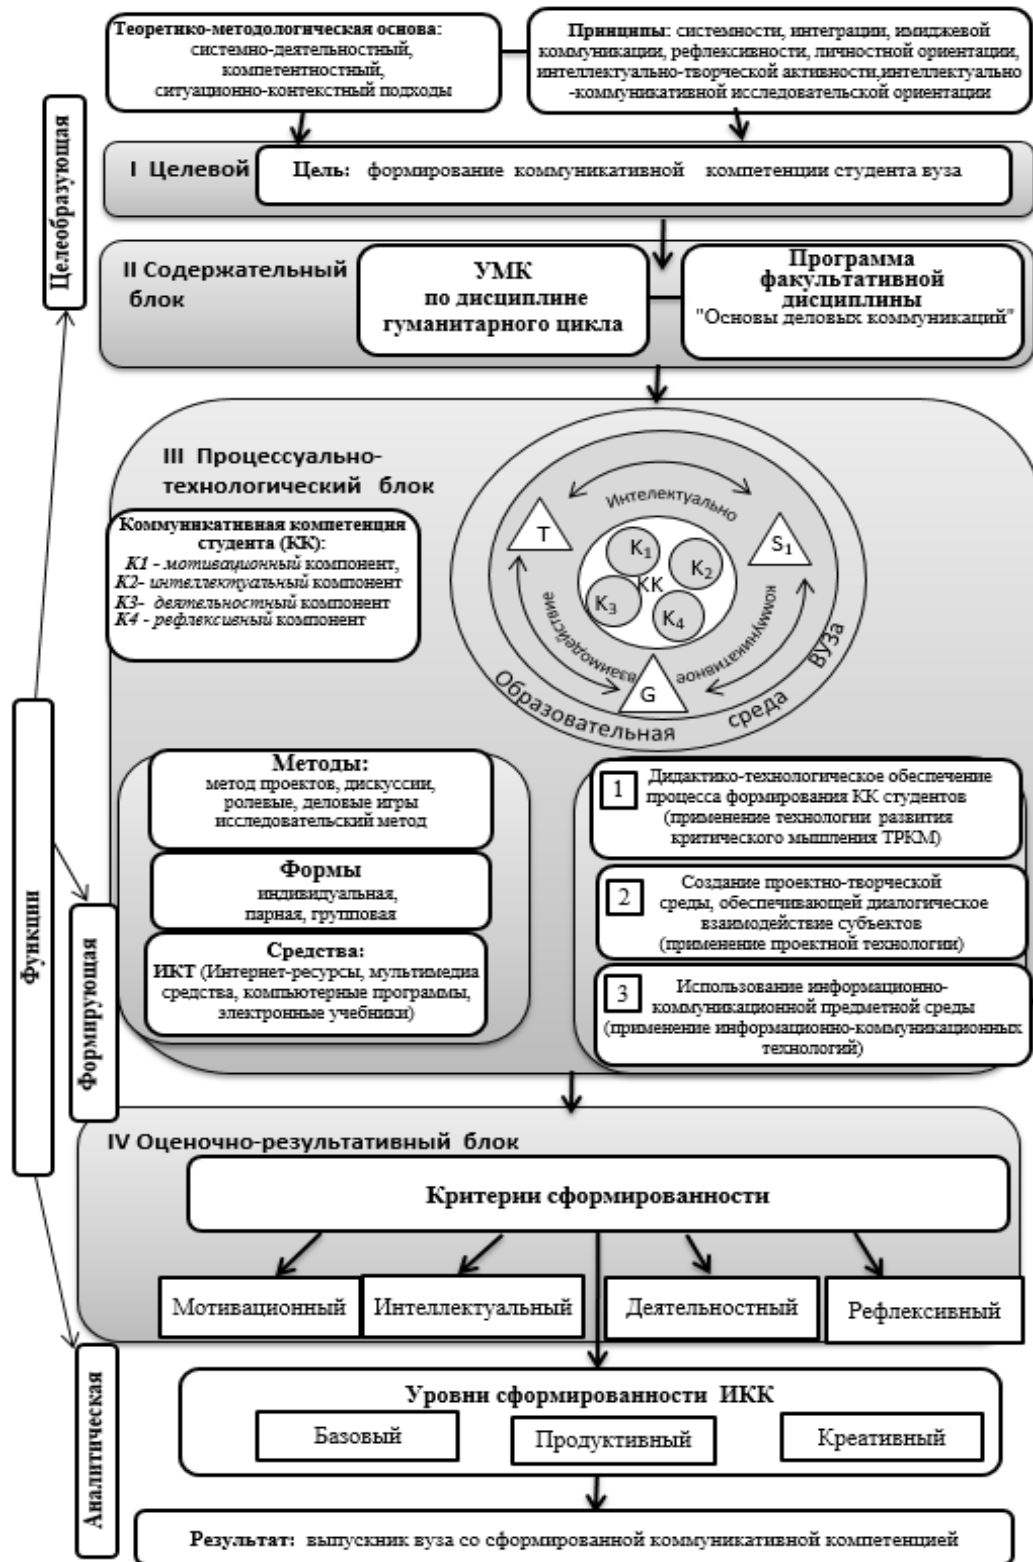 Теоретико-методологическая основа:
системно-деятельностный,
компетентностный,
ситуационно-контекстный подходы
Принципы: системности, интеграции, имиджевой
коммуникации, рефлексивности, личностной ориентации,
интеллектуально-творческой активности,интеллектуально
-коммуникативной исследовательской ориентации
Целеобразующая
I Целевой
Цель: формирование коммуникативной компетенции студента вуза
II Содержательный
блок
УМК
по дисциплине
гуманитарного цикла
Программа
факультативной
дисциплины
"Основы деловых коммуникаций"
III Процессуально-
технологический блок
Коммуникативная компетенция
студента (КК):
K1 - мотивационный компонент,
K2- интеллектуальный компонент
K3- деятельностный компонент
K4 - рефлексивный компонент
Интелектуально
коммуникативное
взаимодействие
T
S1
G
K1
K2
КК
K3
K4
Образовательная среда ВУЗа
Функции
Формирующая
Методы:
метод проектов, дискуссии,
ролевые, деловые игры
исследовательский метод
Формы
индивидуальная,
парная, групповая
Средства:
ИКТ (Интернет-ресурсы, мультимедиа
средства, компьютерные программы,
электронные учебники)
1
Дидактико-технологическое обеспечение
процесса формирования КК студентов
(применение технологии развития
критического мышления ТРКМ)
2
Создание проектно-творческой
среды, обеспечивающей диалогическое
взаимодействие субъектов
(применение проектной технологии)
3
Использование информационно-
коммуникационной предметной среды
(применение информационно-коммуникационных
технологий)
IV Оценочно-результативный блок
Критерии сформированности
Мотивационный
Интеллектуальный
Деятельностный
Рефлексивный
Аналитическая
Уровни сформированности ИКК
Базовый
Продуктивный
Креативный
Результат: выпускник вуза со сформированной коммуникативной компетенцией